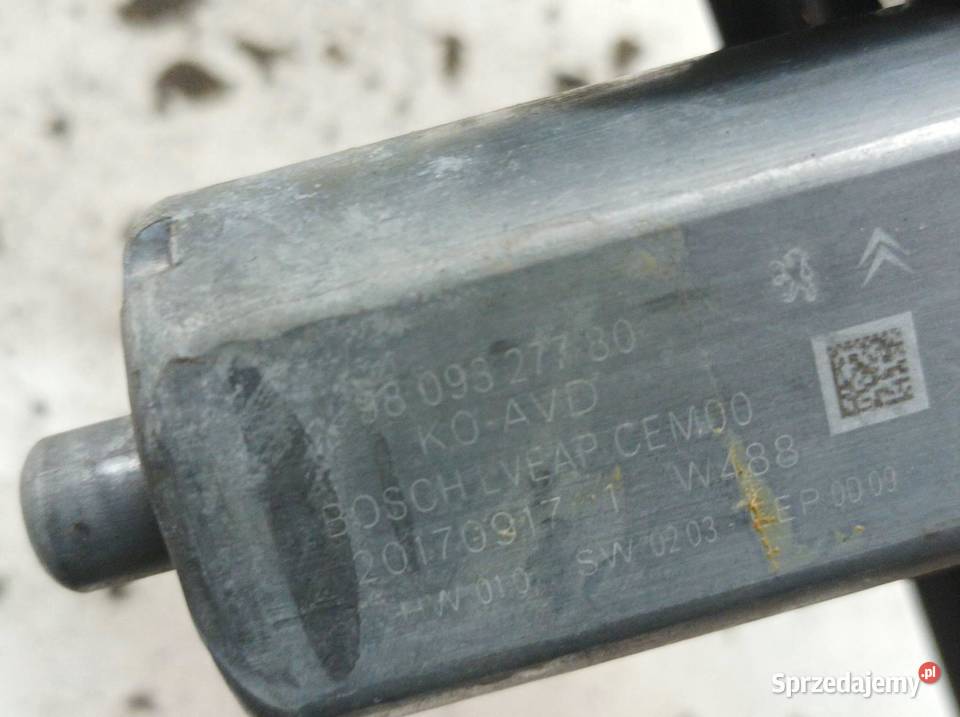 98 093 277 80
KO-AVD
BOSCH LVEAP CEM00
20170917 1 W488
HW 010 SW 0203 - EEP 0009
Sprzedajemy.pl